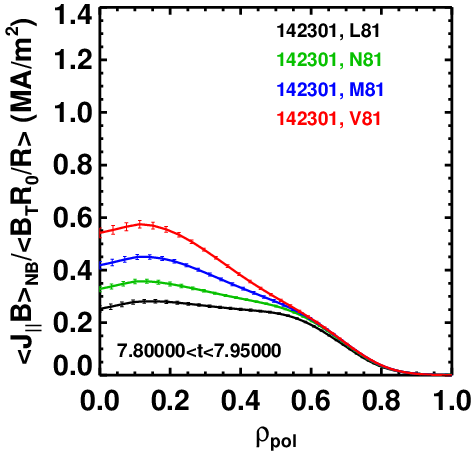 <J||B>NB/<BTR0/R> (MA/m²)
1.4
1.2
1.0
0.8
0.6
0.4
0.2
0.0
142301, L81
142301, N81
142301, M81
142301, V81
7.80000<t<7.95000
0.0 0.2 0.4 0.6 0.8 1.0
ρpol